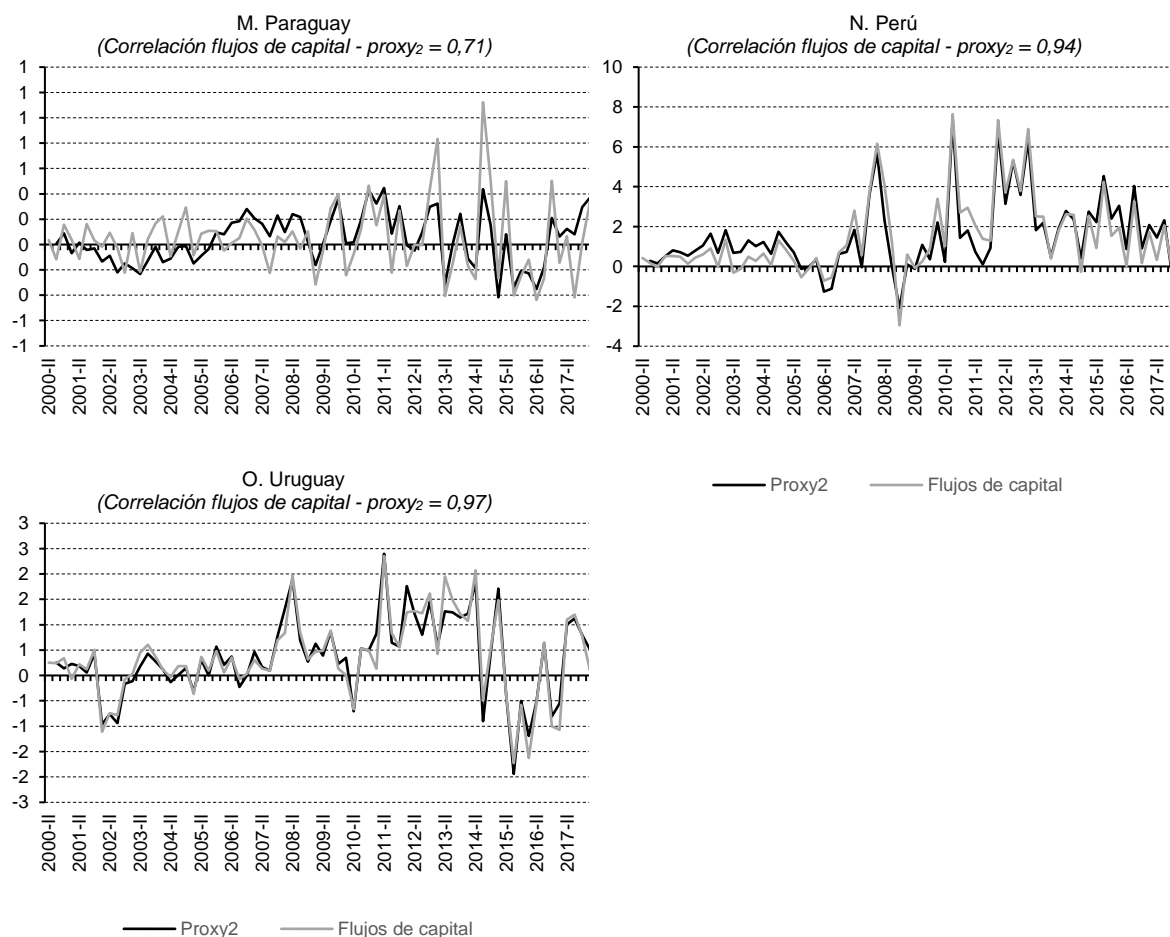 M. Paraguay
(Correlación flujos de capital - proxy₂ = 0,71)
1
1
1
1
1
0
0
0
0
0
-1
-1
2000-II
2001-II
2002-II
2003-II
2004-II
2005-II
2006-II
2007-II
2008-II
2009-II
2010-II
2011-II
2012-II
2013-II
2014-II
2015-II
2016-II
2017-II
N. Perú
(Correlación flujos de capital - proxy₂ = 0,94)
10
8
6
4
2
0
-2
-4
2000-II
2001-II
2002-II
2003-II
2004-II
2005-II
2006-II
2007-II
2008-II
2009-II
2010-II
2011-II
2012-II
2013-II
2014-II
2015-II
2016-II
2017-II
Proxy2 Flujos de capital
O. Uruguay
(Correlación flujos de capital - proxy₂ = 0,97)
3
3
2
2
1
1
0
-1
-1
-2
-2
-3
2000-II
2001-II
2002-II
2003-II
2004-II
2005-II
2006-II
2007-II
2008-II
2009-II
2010-II
2011-II
2012-II
2013-II
2014-II
2015-II
2016-II
2017-II
Proxy2 Flujos de capital